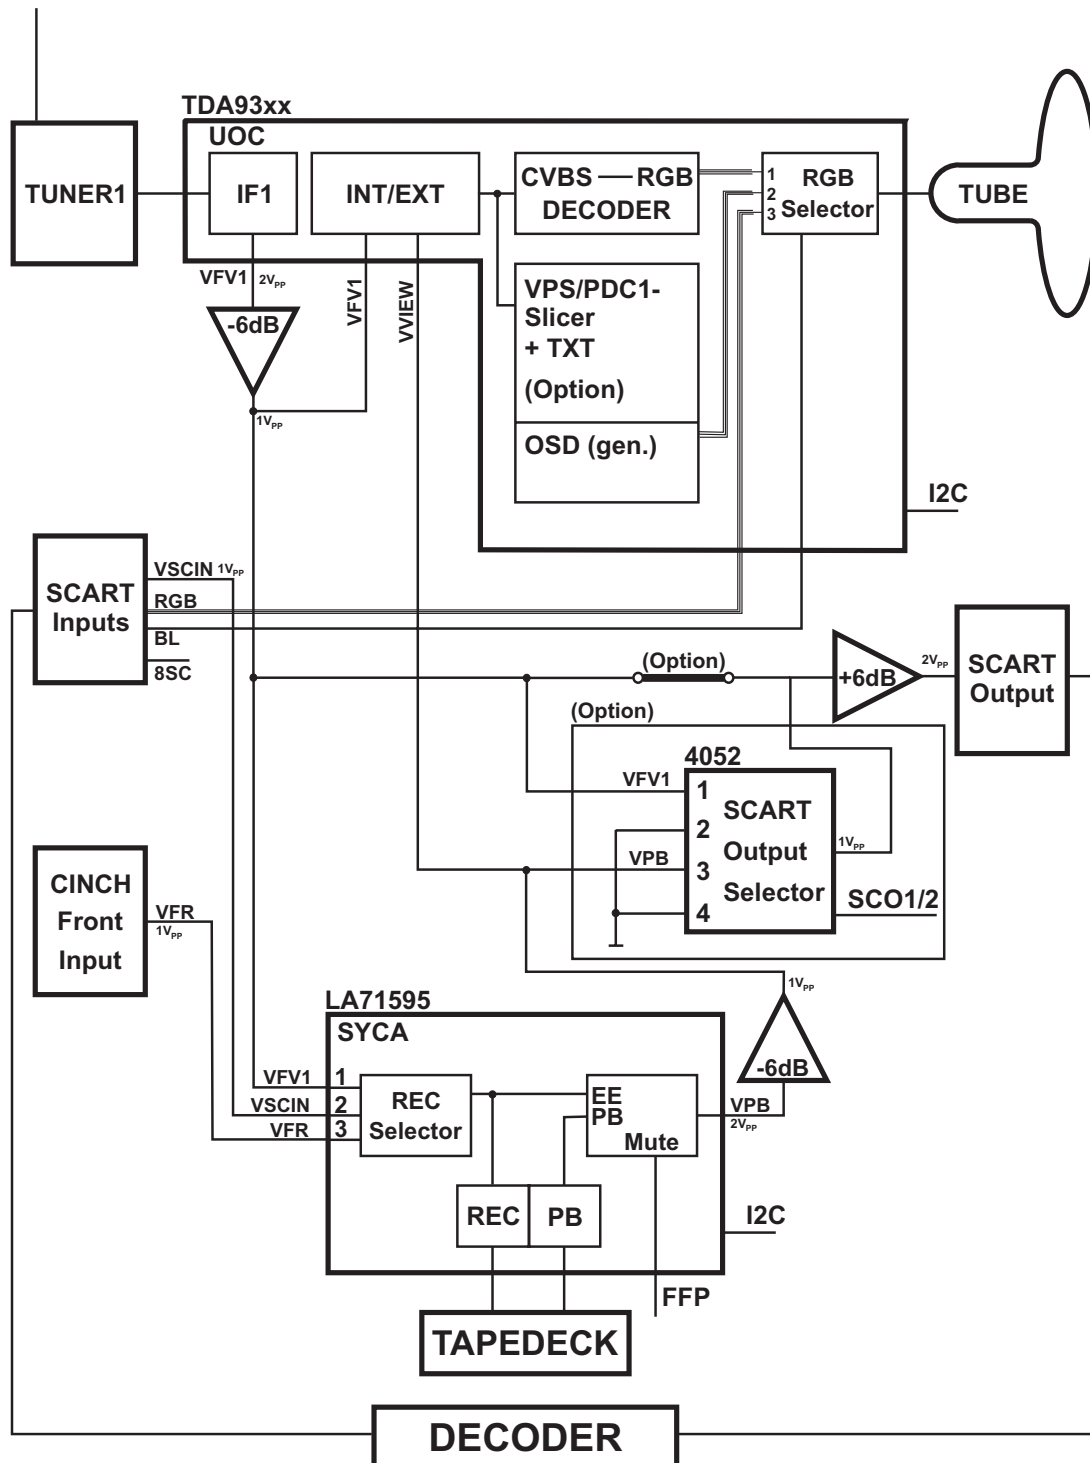 TDA93xx
UOC
TUNER1
IF1
INT/EXT
CVBS — RGB
DECODER
1
2
3
RGB
Selector
TUBE
VFV1 2VPP
VFV1
VVIEW
-6dB
1VPP
VPS/PDC1-
Slicer
+ TXT
(Option)
OSD (gen.)
I2C
SCART
Inputs
VSCIN 1VPP
RGB
BL
8SC
(Option)
+6dB
2VPP
SCART
Output
(Option)
4052
VFV1
VPB
1
2
3
4
SCART
Output
Selector
1VPP
SCO1/2
CINCH
Front
Input
VFR
1VPP
LA71595
SYCA
VFV1
VSCIN
VFR
1
2
3
REC
Selector
EE
PB
Mute
VPB
2VPP
-6dB
1VPP
REC
PB
I2C
FFP
TAPEDECK
DECODER